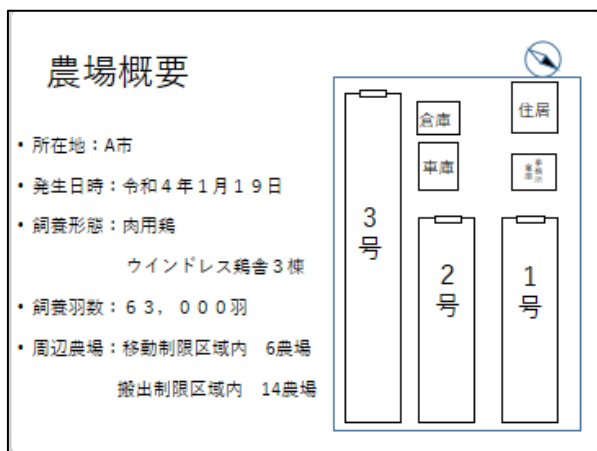 農場概要
• 所在地：A市
• 発生日時：令和４年１月１９日
• 飼養形態：肉用鶏
ウインドレス鶏舎３棟
• 飼養羽数：６３，０００羽
• 周辺農場：移動制限区域内　6農場
搬出制限区域内　14農場
倉庫
住居
車庫
3号
2号
1号